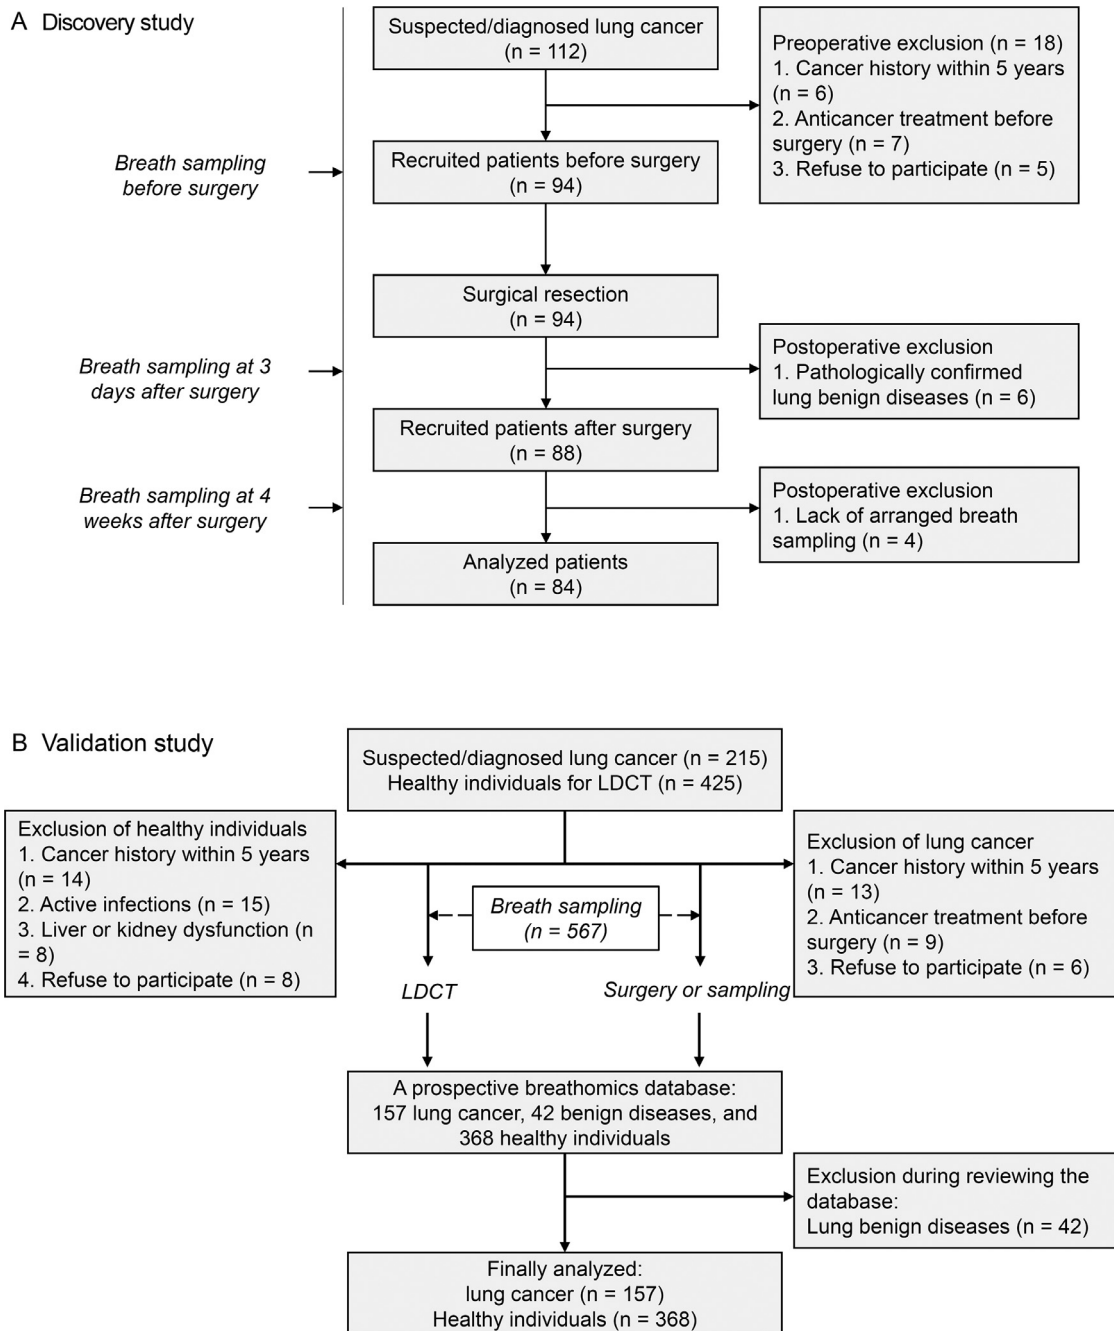 A Discovery study
Suspected/diagnosed lung cancer
(n = 112)
Preoperative exclusion (n = 18)
1. Cancer history within 5 years
(n = 6)
2. Anticancer treatment before
surgery (n = 7)
3. Refuse to participate (n = 5)
Breath sampling
before surgery
Recruited patients before surgery
(n = 94)
Surgical resection
(n = 94)
Breath sampling at 3
days after surgery
Postoperative exclusion
1. Pathologically confirmed
lung benign diseases (n = 6)
Recruited patients after surgery
(n = 88)
Breath sampling at 4
weeks after surgery
Postoperative exclusion
1. Lack of arranged breath
sampling (n = 4)
Analyzed patients
(n = 84)
B Validation study
Suspected/diagnosed lung cancer (n = 215)
Healthy individuals for LDCT (n = 425)
Exclusion of healthy individuals
1. Cancer history within 5 years
(n = 14)
2. Active infections (n = 15)
3. Liver or kidney dysfunction (n
= 8)
4. Refuse to participate (n = 8)
Exclusion of lung cancer
1. Cancer history within 5 years
(n = 13)
2. Anticancer treatment before
surgery (n = 9)
3. Refuse to participate (n = 6)
Breath sampling
(n = 567)
LDCT
Surgery or sampling
A prospective breathomics database:
157 lung cancer, 42 benign diseases, and
368 healthy individuals
Exclusion during reviewing the
database:
Lung benign diseases (n = 42)
Finally analyzed:
lung cancer (n = 157)
Healthy individuals (n = 368)